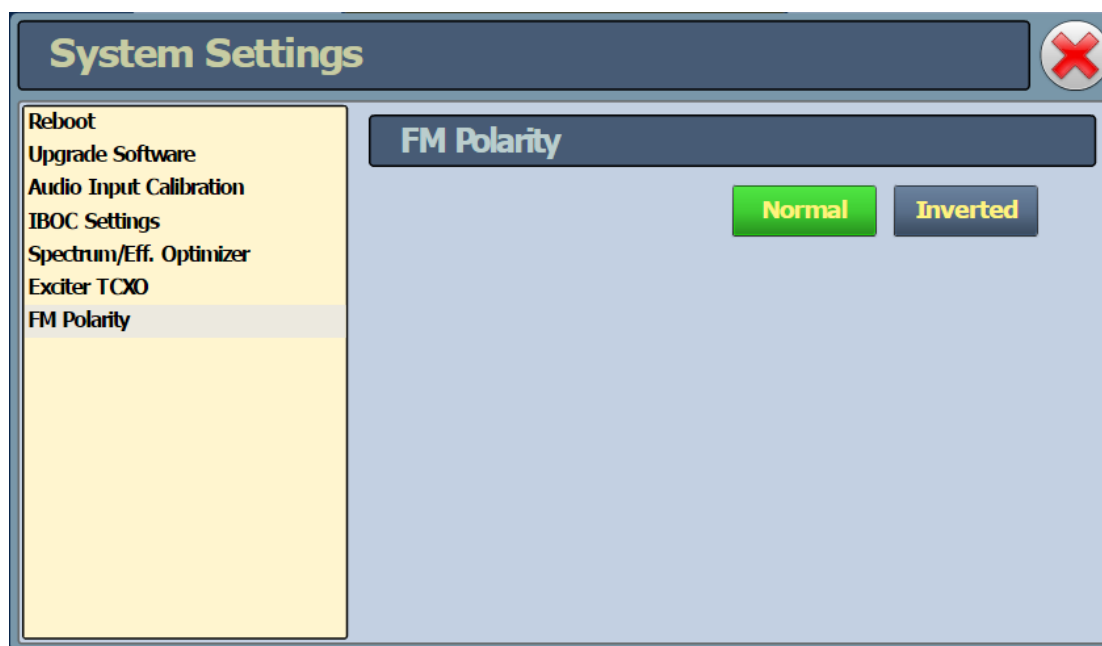 System Settings
Reboot
Upgrade Software
Audio Input Calibration
IBOC Settings
Spectrum/Eff. Optimizer
Exciter TCXO
FM Polarity
FM Polarity
Normal Inverted